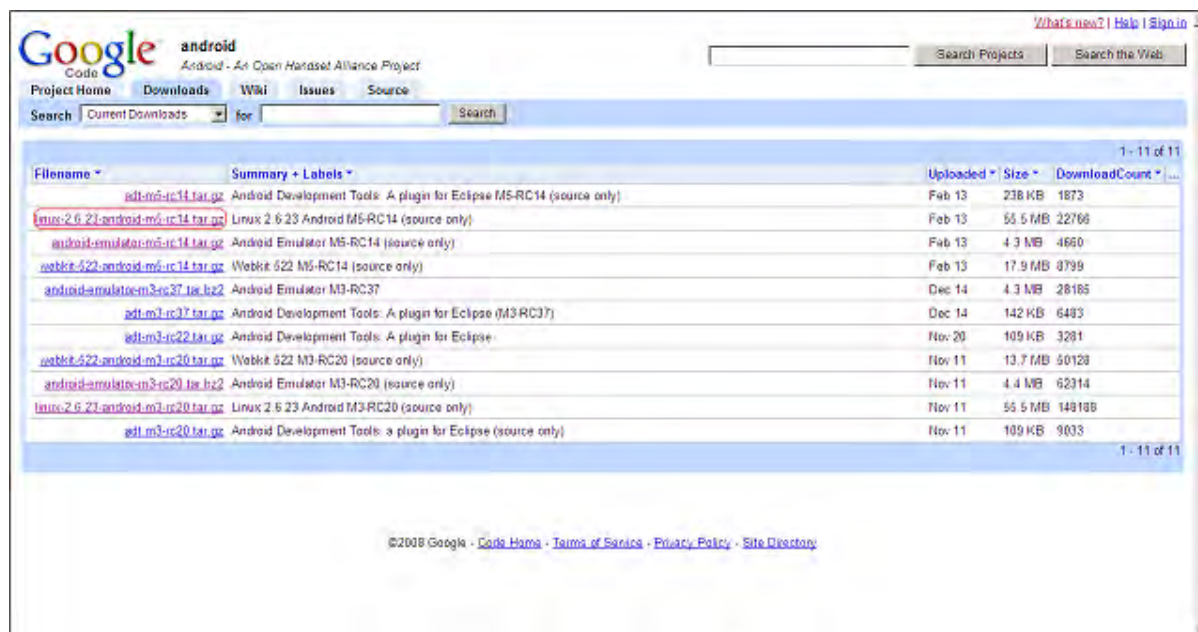 What's new? | Help | Sign in
Google Code
android
Android - An Open Handset Alliance Project
Search Projects Search the Web
Project Home Downloads Wiki Issues Source
Search Current Downloads for Search
1 - 11 of 11
Filename Summary + Labels Uploaded Size DownloadCount ...
adt-m5-rc14.tar.gz Android Development Tools: A plugin for Eclipse M5-RC14 (source only) Feb 13 238 KB 1873
linux-2.6.23-android-m5-rc14.tar.gz Linux 2.6.23 Android M5-RC14 (source only) Feb 13 55.5 MB 22766
android-emulator-m5-rc14.tar.gz Android Emulator M5-RC14 (source only) Feb 13 4.3 MB 4660
webkit-522-android-m5-rc14.tar.gz Webkit 522 M5-RC14 (source only) Feb 13 17.9 MB 8799
android-emulator-m3-rc37.tar.bz2 Android Emulator M3-RC37 Dec 14 4.3 MB 28185
adt-m3-rc37.tar.gz Android Development Tools: A plugin for Eclipse (M3-RC37) Dec 14 142 KB 6483
adt-m3-rc22.tar.gz Android Development Tools: A plugin for Eclipse Nov 20 109 KB 3281
webkit-522-android-m3-rc20.tar.gz Webkit 522 M3-RC20 (source only) Nov 11 13.7 MB 50128
android-emulator-m3-rc20.tar.bz2 Android Emulator M3-RC20 (source only) Nov 11 4.4 MB 62314
linux-2.6.23-android-m3-rc20.tar.gz Linux 2.6.23 Android M3-RC20 (source only) Nov 11 55.5 MB 148188
adt-m3-rc20.tar.gz Android Development Tools: a plugin for Eclipse (source only) Nov 11 109 KB 9033
1 - 11 of 11
©2008 Google - Code Home - Terms of Service - Privacy Policy - Site Directory